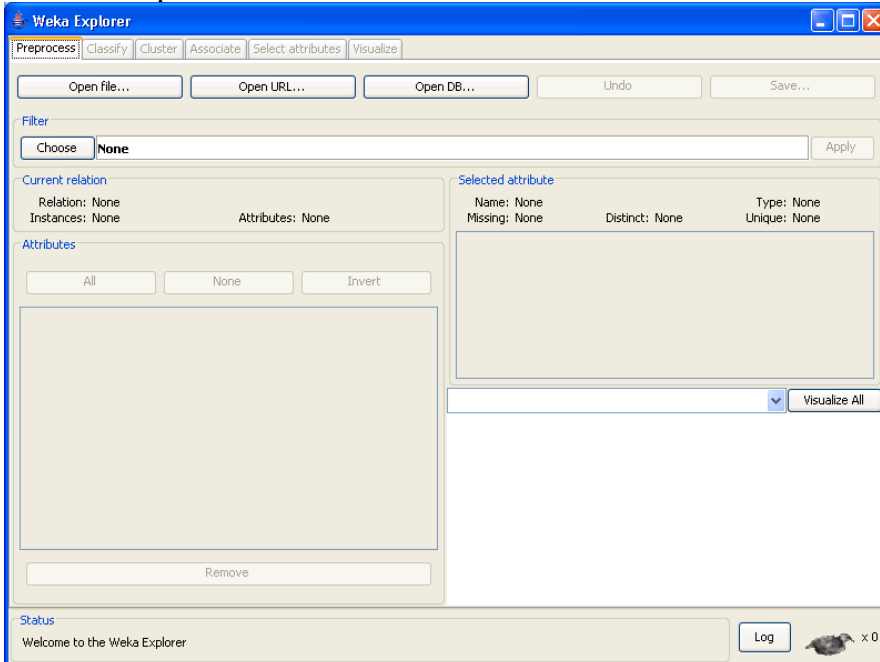 Weka Explorer
Preprocess Classify Cluster Associate Select attributes Visualize
Open file... Open URL... Open DB... Undo Save...
Filter
Choose None Apply
Current relation
Relation: None
Instances: None Attributes: None
Selected attribute
Name: None Type: None
Missing: None Distinct: None Unique: None
Attributes
All None Invert
Visualize All
Remove
Status
Welcome to the Weka Explorer
Log x 0